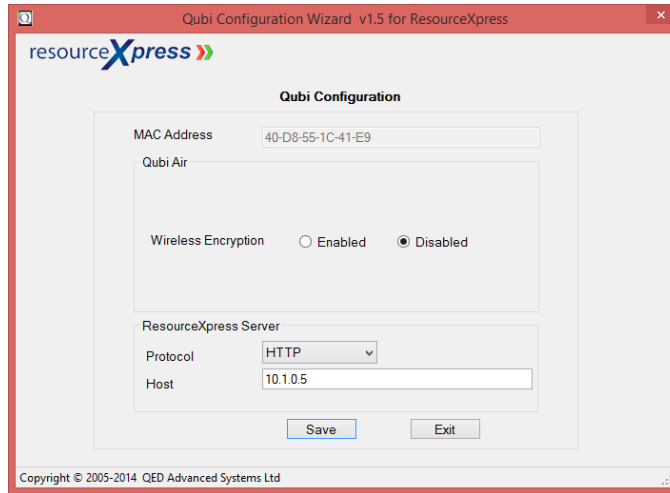 Qubi Configuration Wizard v1.5 for ResourceXpress
resourceXpress
Qubi Configuration
MAC Address 40-D8-55-1C-41-E9
Qubi Air
Wireless Encryption Enabled Disabled
ResourceXpress Server
Protocol HTTP
Host 10.1.0.5
Save Exit
Copyright © 2005-2014 QED Advanced Systems Ltd